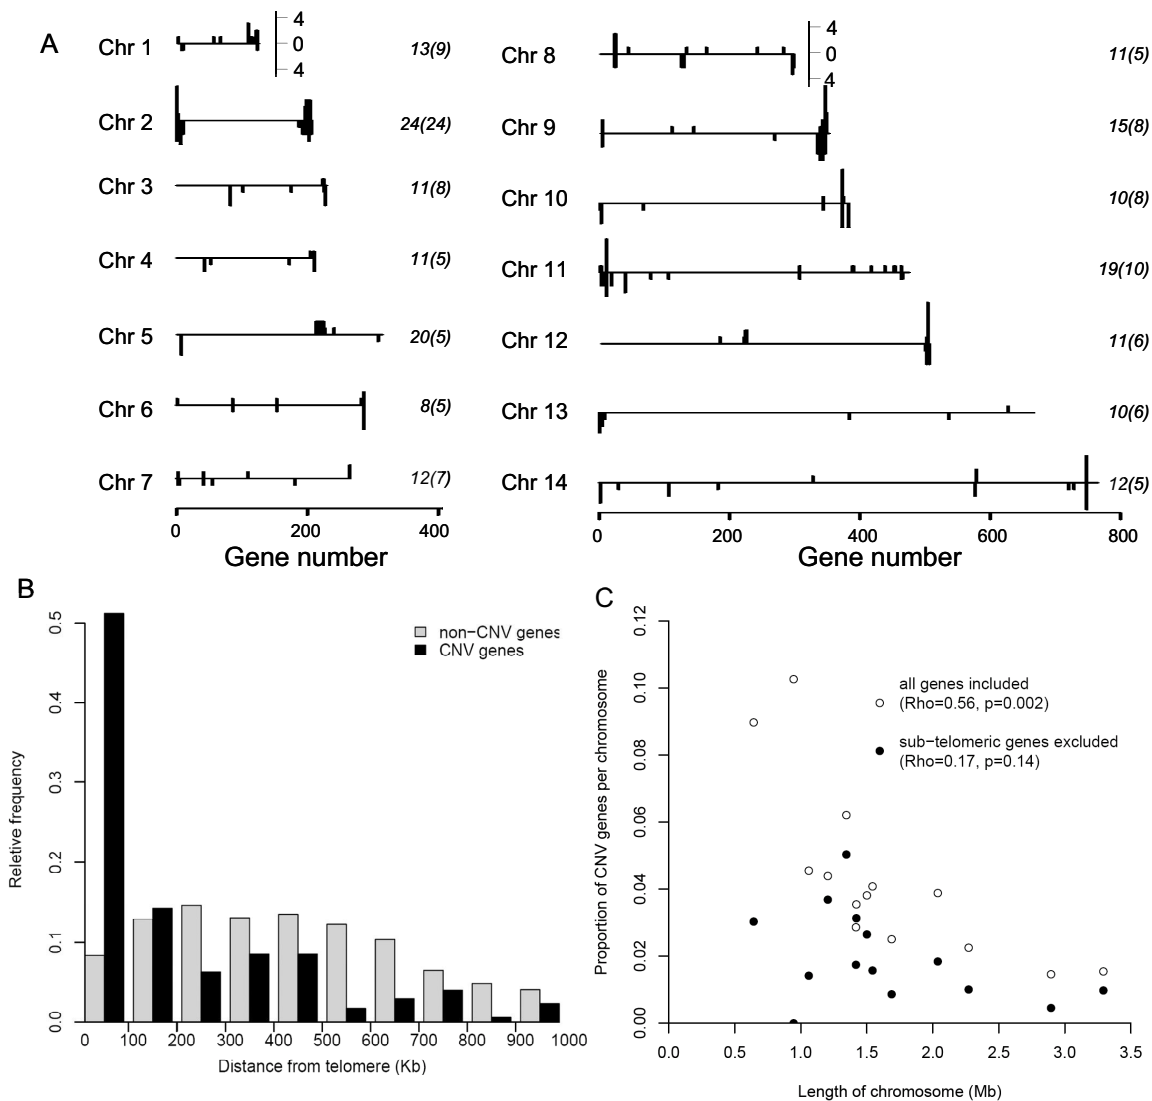 A
Chr 1
4
0
4
13(9)
Chr 2
24(24)
Chr 3
11(8)
Chr 4
11(5)
Chr 5
20(5)
Chr 6
8(5)
Chr 7
12(7)
0 200 400
Gene number
Chr 8
4
0
4
11(5)
Chr 9
15(8)
Chr 10
10(8)
Chr 11
19(10)
Chr 12
11(6)
Chr 13
10(6)
Chr 14
12(5)
0 200 400 600 800
Gene number
B
Reletive frequency
0.5
0.4
0.3
0.2
0.1
0.0
non−CNV genes
CNV genes
0 100 200 300 400 500 600 700 800 900 1000
Distance from telomere (Kb)
C
Proportion of CNV genes per chromosome
0.12
0.10
0.08
0.06
0.04
0.02
0.00
all genes included
(Rho=0.56, p=0.002)
sub−telomeric genes excluded
(Rho=0.17, p=0.14)
0.0 0.5 1.0 1.5 2.0 2.5 3.0 3.5
Length of chromosome (Mb)